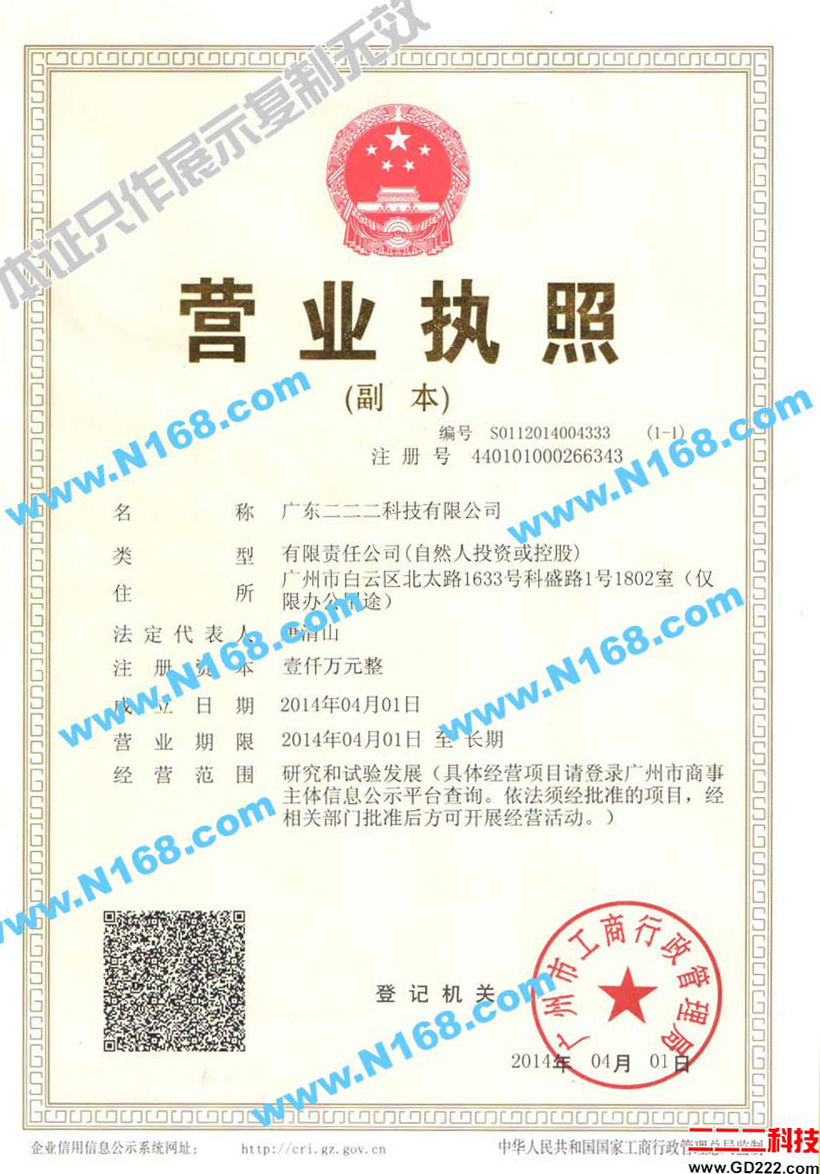 本证只作展示复制无效
营业执照
(副 本)
编号 S0112014004333 (1-1)
注册号 440101000266343
名称 广东二二二科技有限公司
类型 有限责任公司(自然人投资或控股)
住所 广州市白云区北太路1633号科盛路1号1802室（仅
限办公用途）
法定代表人 清山
注册资本 壹仟万元整
成立日期 2014年04月01日
营业期限 2014年04月01日 至 长期
经营范围 研究和试验发展（具体经营项目请登录广州市商事
主体信息公示平台查询。依法须经批准的项目，经
相关部门批准后方可开展经营活动。）
www.N168.com
www.N168.com
www.N168.com
www.N168.com
www.N168.com
www.N168.com
登记机关
广州市工商行政管理局
2014年 04月 01日
企业信用信息公示系统网址： http://cri.gz.gov.cn 中华人民共和国国家工商行政管理总局监制
二二二科技
www.GD222.com